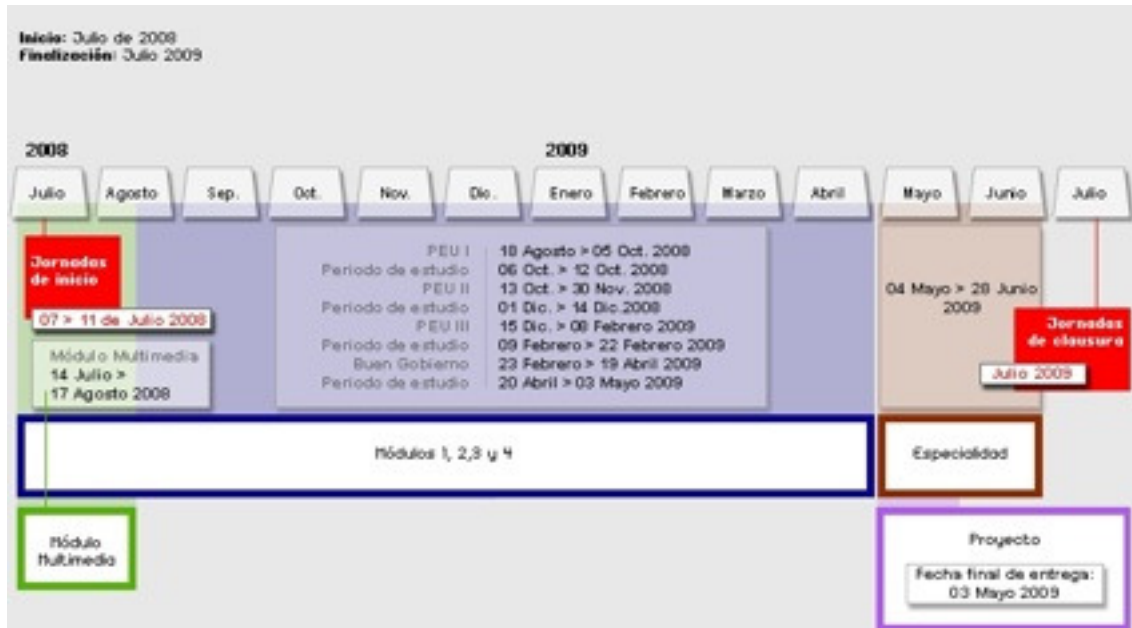 Inicio: Julio de 2008
Finalización: Julio 2009
2008
2009
Julio
Agosto
Sep.
Oct.
Nov.
Dic.
Enero
Febrero
Marzo
Abril
Mayo
Junio
Julio
Jornadas
de inicio
07 > 11 de Julio 2008
Módulo Multimedia
14 Julio >
17 Agosto 2008
PEU I 18 Agosto > 05 Oct. 2008
Periodo de estudio 06 Oct. > 12 Oct. 2008
PEU II 13 Oct. > 30 Nov. 2008
Periodo de estudio 01 Dic. > 14 Dic.2008
PEU III 15 Dic. > 08 Febrero 2009
Periodo de estudio 09 Febrero > 22 Febrero 2009
Buen Gobierno 23 Febrero > 19 Abril 2009
Periodo de estudio 20 Abril > 03 Mayo 2009
04 Mayo > 28 Junio
2009
Jornadas
de clausura
Julio 2009
Módulos 1, 2,3 y 4
Especialidad
Módulo
Multimedia
Proyecto
Fecha final de entrega:
03 Mayo 2009